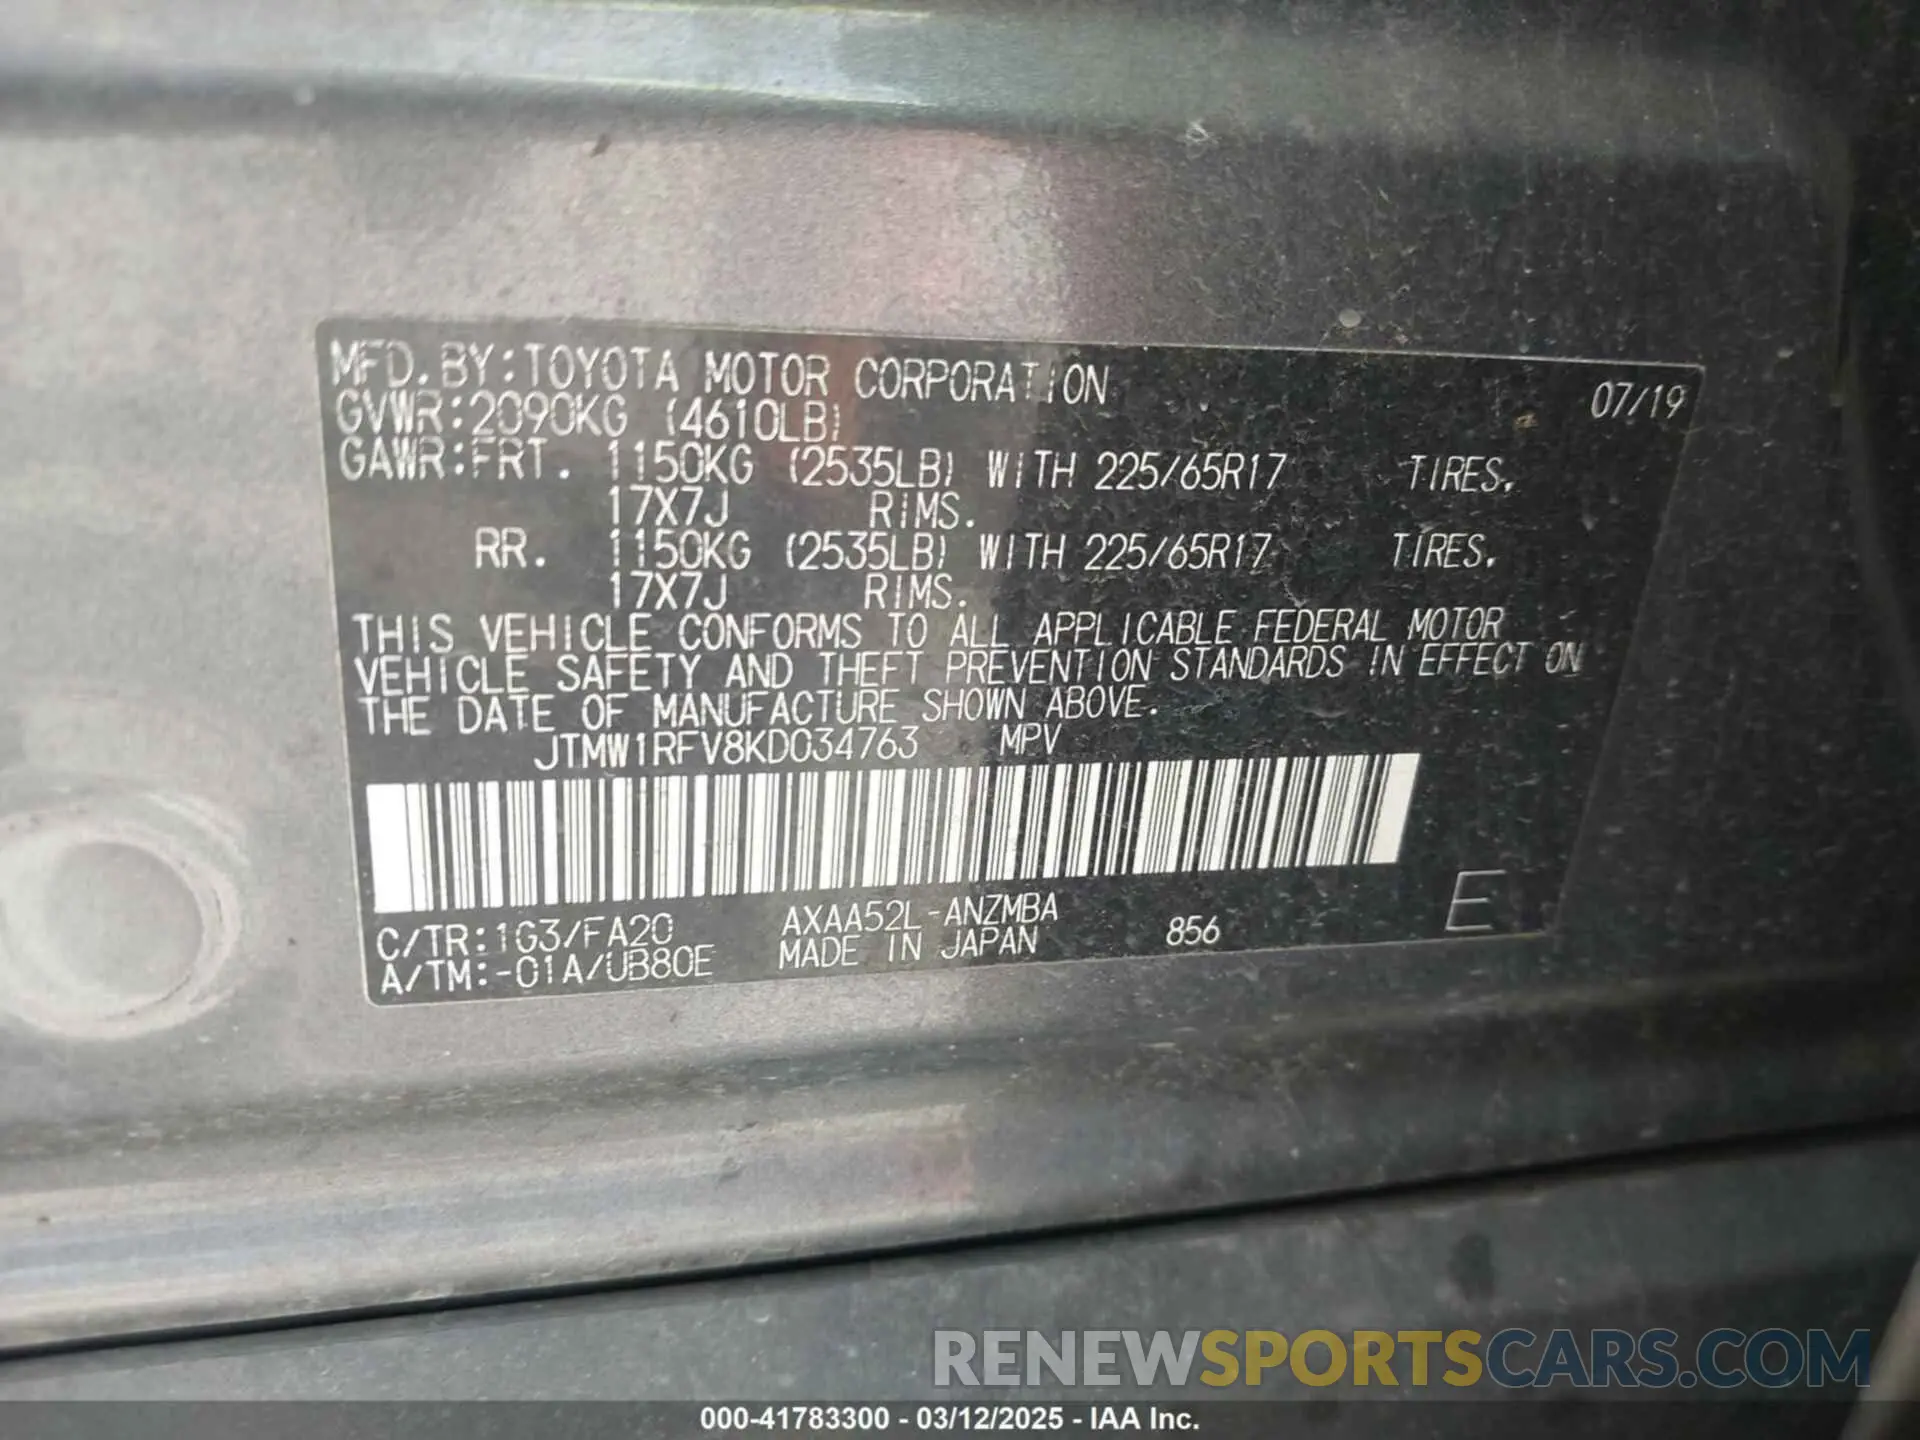 MFD. BY: TOYOTA MOTOR CORPORATION 07/19
GVWR: 2090KG (4610LB)
GAWR: FRT. 1150KG (2535LB) WITH 225/65R17 TIRES.
17X7J RIMS.
RR. 1150KG (2535LB) WITH 225/65R17 TIRES.
17X7J RIMS.
THIS VEHICLE CONFORMS TO ALL APPLICABLE FEDERAL MOTOR
VEHICLE SAFETY AND THEFT PREVENTION STANDARDS IN EFFECT ON
THE DATE OF MANUFACTURE SHOWN ABOVE.
JTMW1RFV8KD034763 MPV
C/TR: 1G3/FA20 AXAA52L-ANZMBA
A/TM: -01A/UB80E MADE IN JAPAN 856 E
RENEWSPORTSCARS.COM
000-41783300 - 03/12/2025 - IAA Inc.